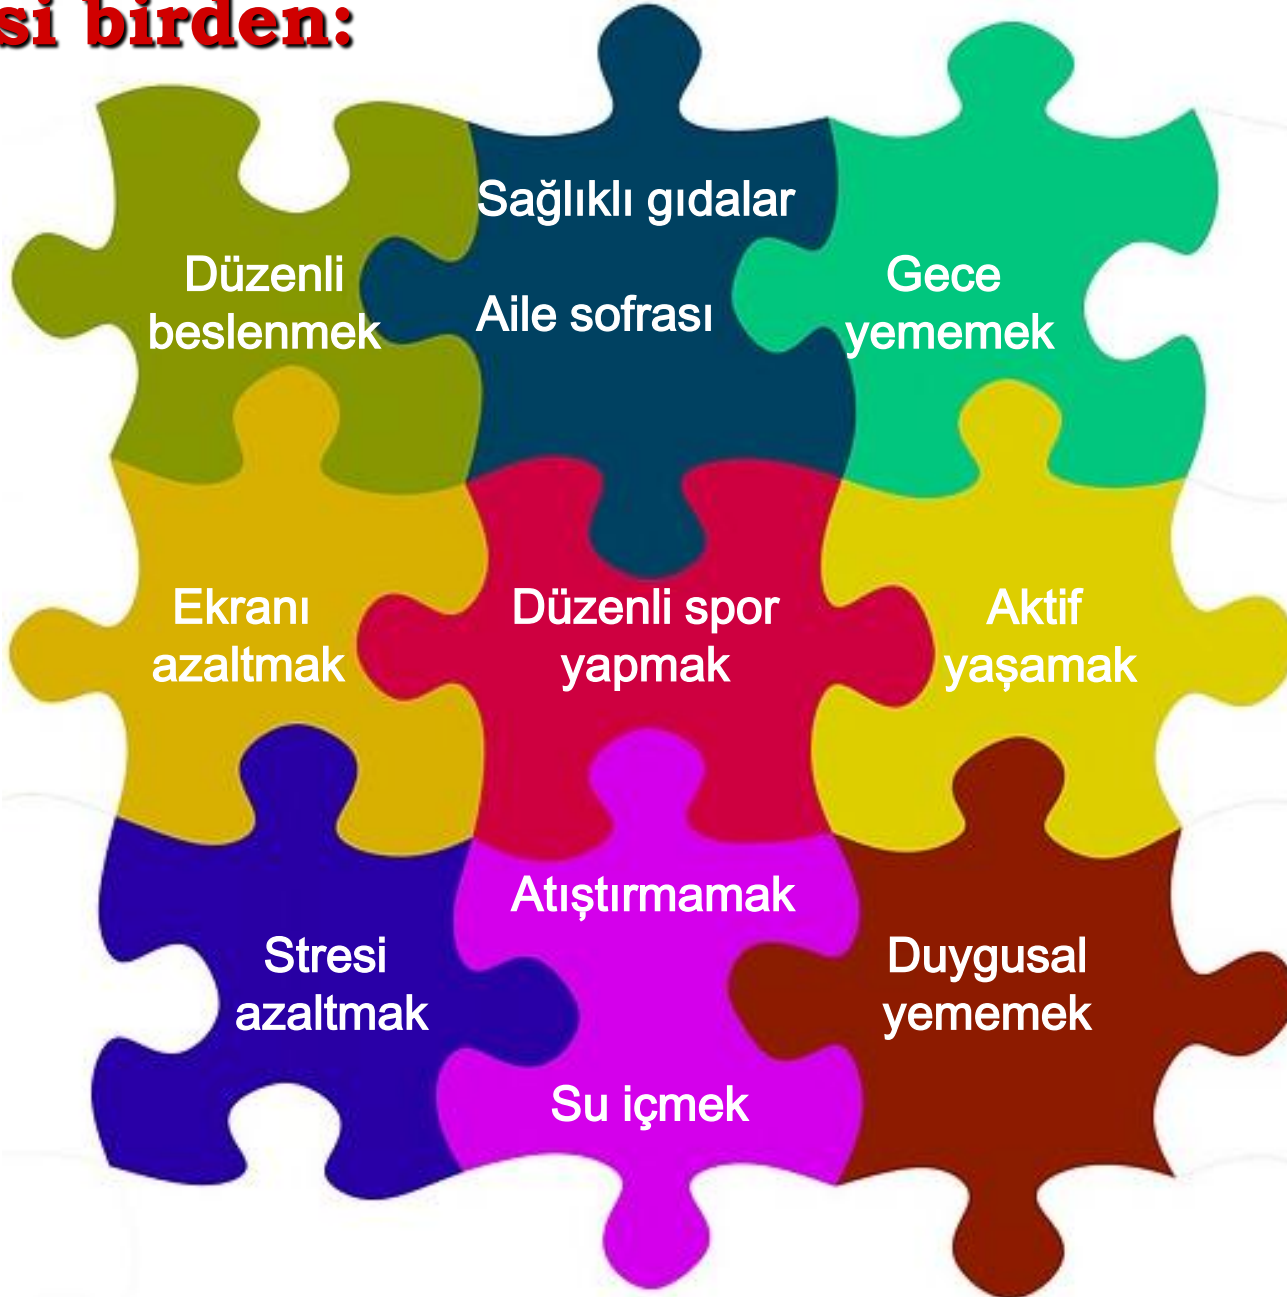 si birden:
Sağlıklı gıdalar
Düzenli
beslenmek
Aile sofrası
Gece
yememek
Ekranı
azaltmak
Düzenli spor
yapmak
Aktif
yaşamak
Atıştırmamak
Stresi
azaltmak
Duygusal
yememek
Su içmek